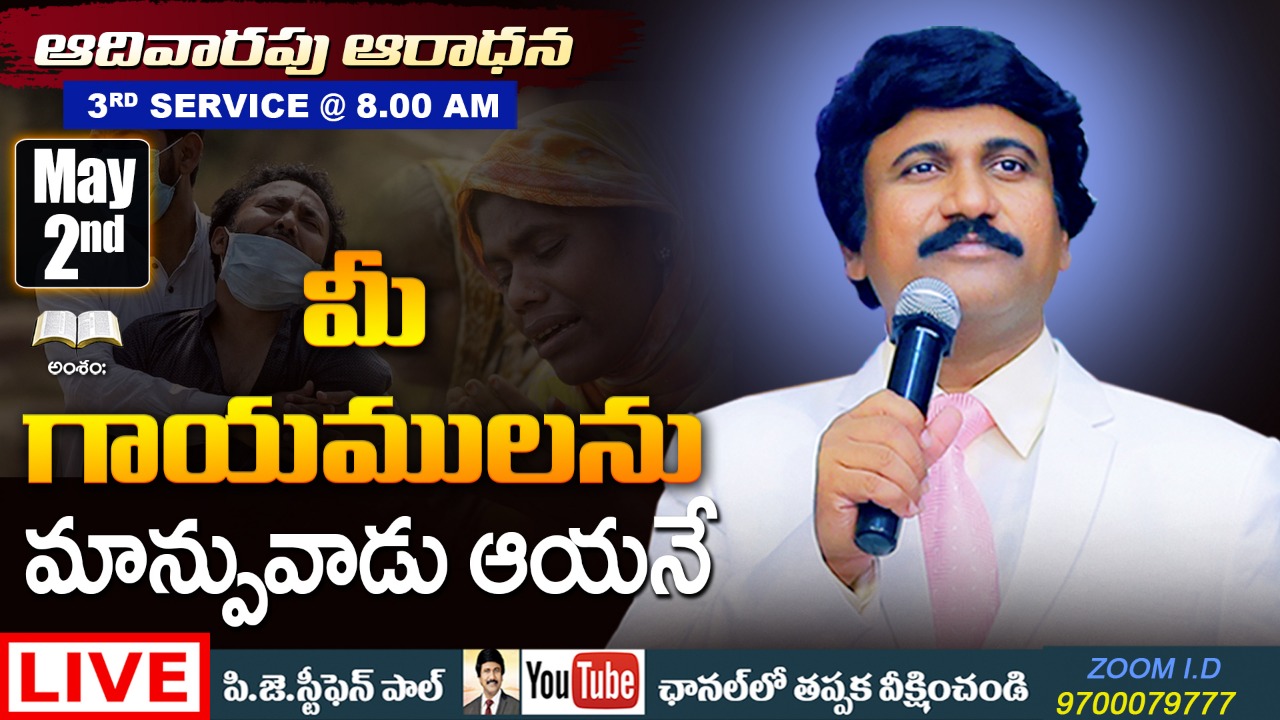 ఆదివారపు ఆరాధన
3RD SERVICE @ 8.00 AM
May
2nd
అంశం:
మీ
గాయములను
మాన్పువాడు ఆయనే
LIVE పి.జె.స్టీఫెన్ పాల్ YouTube ఛానల్‌లో తప్పక వీక్షించండి
ZOOM I.D
9700079777